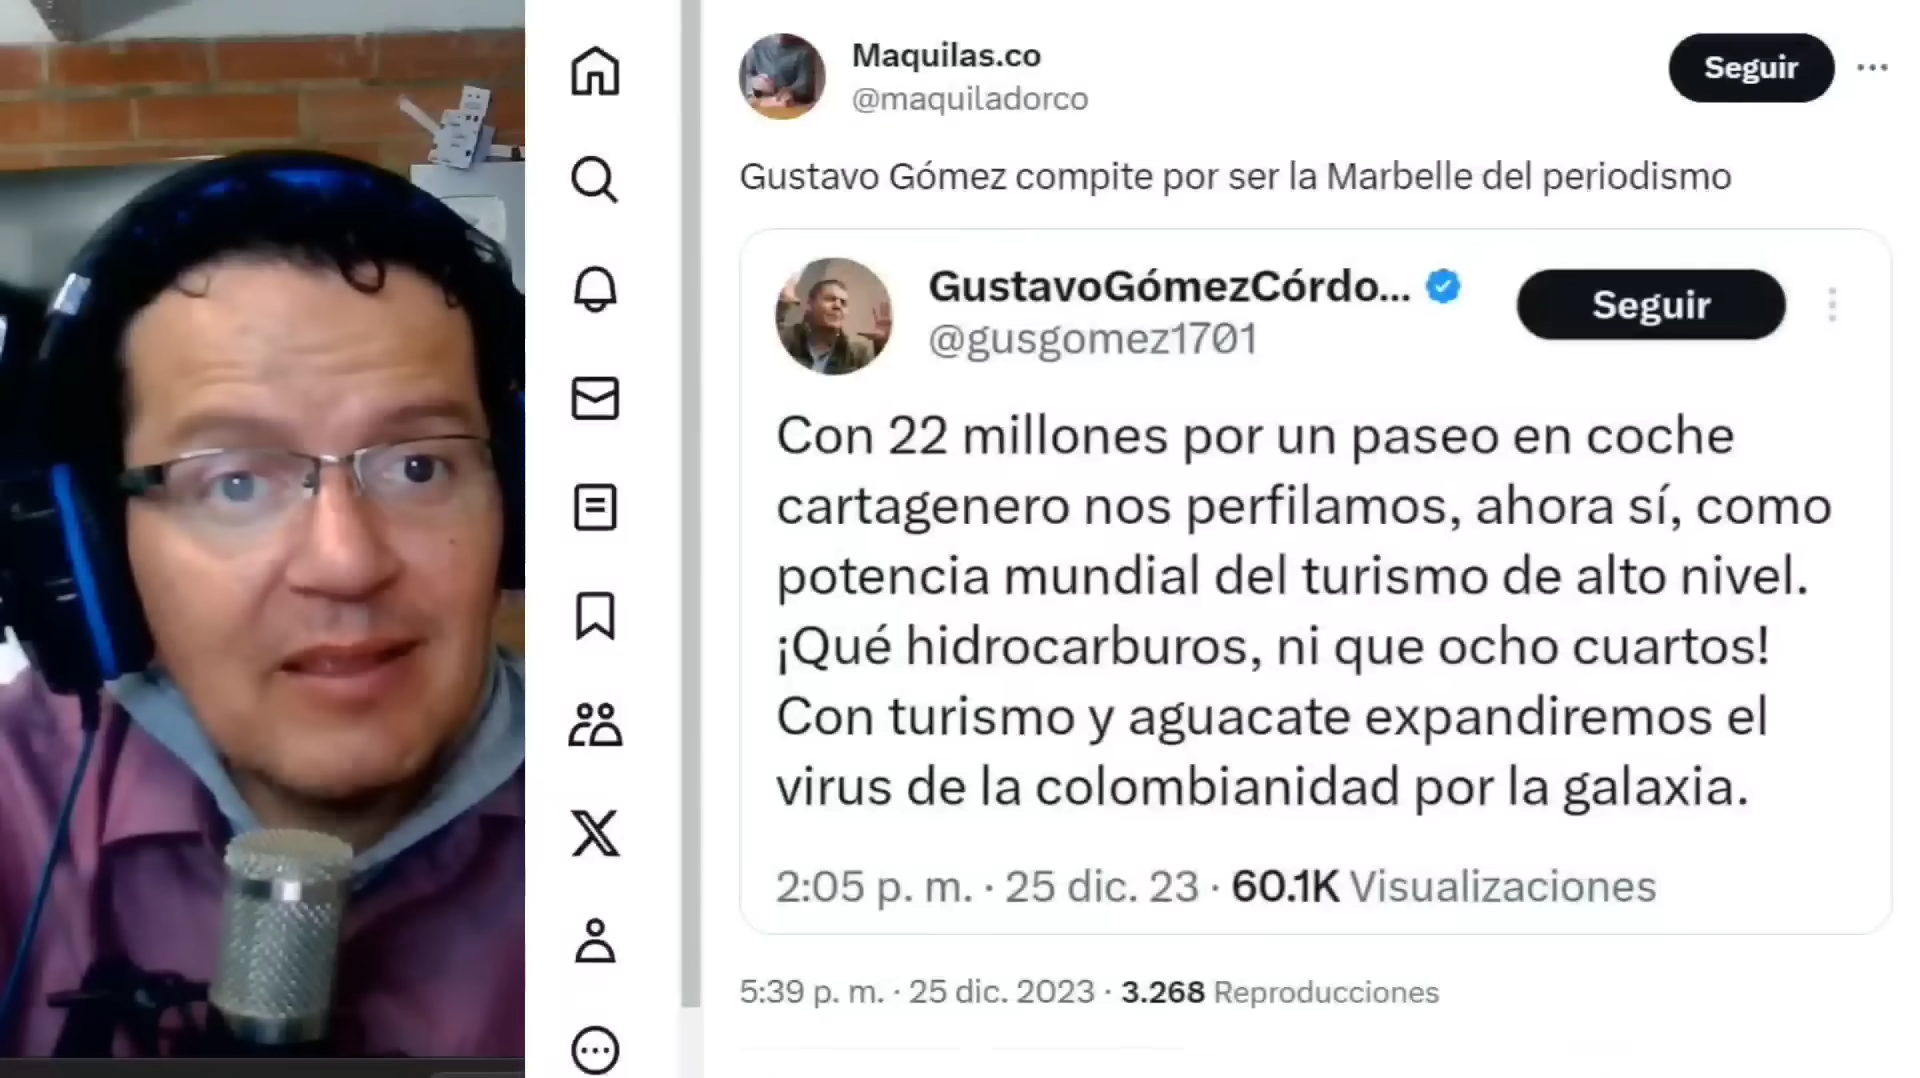 Maquilas.co
@maquiladorco
Seguir
Gustavo Gómez compite por ser la Marbelle del periodismo
GustavoGómezCórdo...
@gusgomez1701
Seguir
Con 22 millones por un paseo en coche
cartagenero nos perfilamos, ahora sí, como
potencia mundial del turismo de alto nivel.
¡Qué hidrocarburos, ni que ocho cuartos!
Con turismo y aguacate expandiremos el
virus de la colombianidad por la galaxia.
2:05 p. m. · 25 dic. 23 · 60.1K Visualizaciones
5:39 p. m. · 25 dic. 2023 · 3.268 Reproducciones